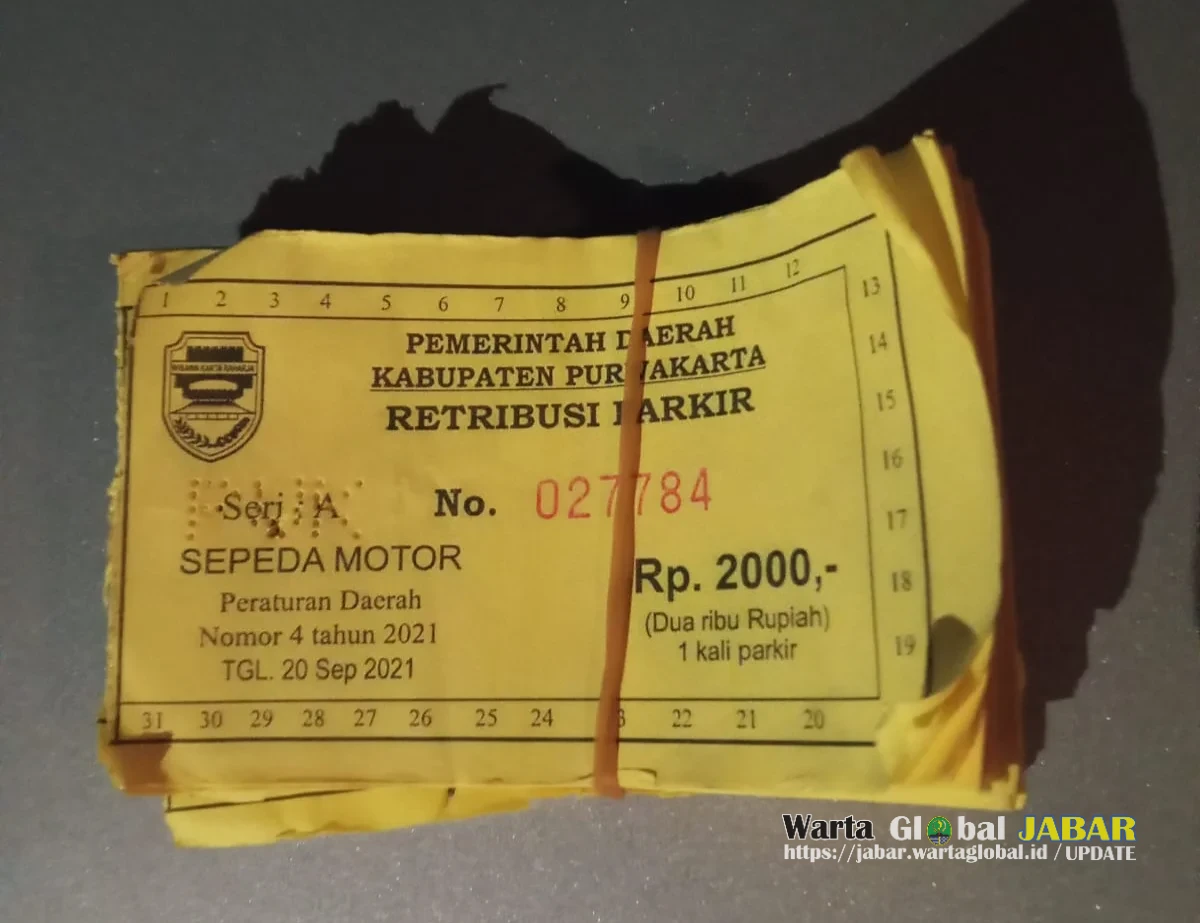 1 2 3 4 5 6 7 8 9 10 11 12 13
14
15
16
17
18
19
PEMERINTAH DAERAH
KABUPATEN PURWAKARTA
RETRIBUSI PARKIR
Seri : A No. 027784
SEPEDA MOTOR
Peraturan Daerah
Nomor 4 tahun 2021
TGL. 20 Sep 2021
Rp. 2000,-
(Dua ribu Rupiah)
1 kali parkir
31 30 29 28 27 26 25 24 3 22 21 20
Warta Global JABAR
https://jabar.wartaglobal.id / UPDATE